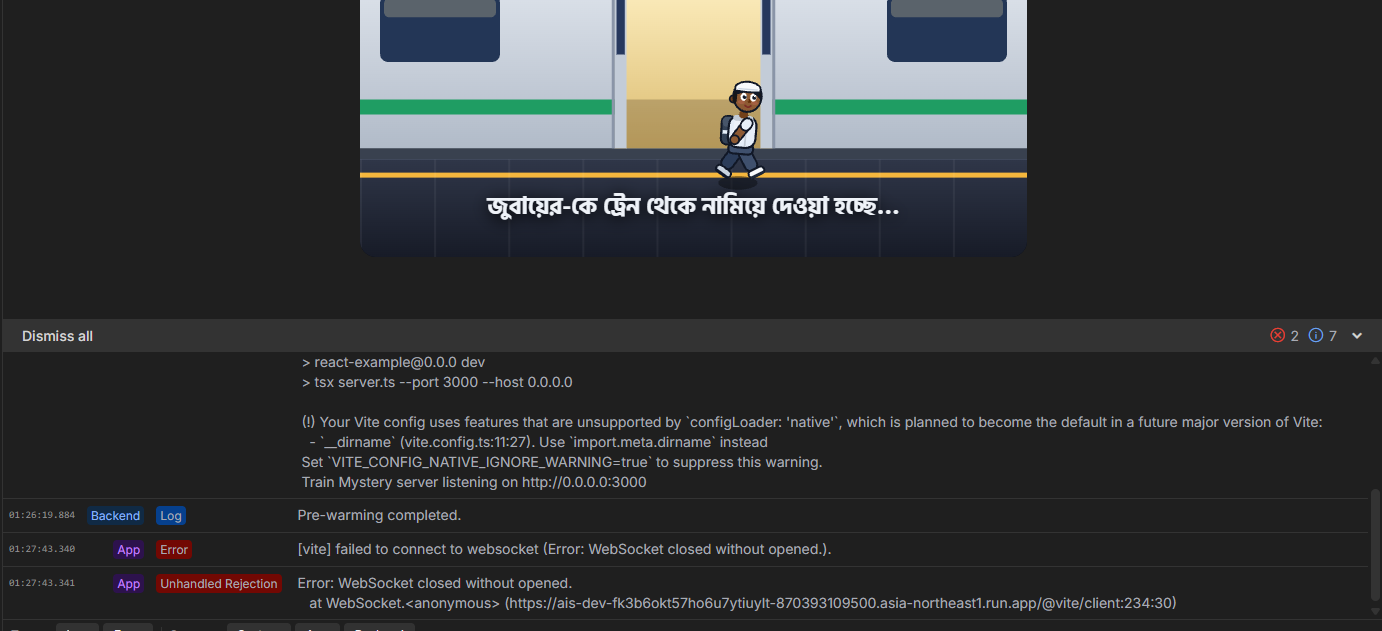 জুবায়ের-কে ট্রেন থেকে নামিয়ে দেওয়া হচ্ছে...
Dismiss all
2
7
> react-example@0.0.0 dev
> tsx server.ts --port 3000 --host 0.0.0.0
(!) Your Vite config uses features that are unsupported by `configLoader: 'native'`, which is planned to become the default in a future major version of Vite:
- `__dirname` (vite.config.ts:11:27). Use `import.meta.dirname` instead
Set `VITE_CONFIG_NATIVE_IGNORE_WARNING=true` to suppress this warning.
Train Mystery server listening on http://0.0.0.0:3000
01:26:19.884 Backend Log Pre-warming completed.
01:27:43.340 App Error [vite] failed to connect to websocket (Error: WebSocket closed without opened.).
01:27:43.341 App Unhandled Rejection Error: WebSocket closed without opened.
at WebSocket.<anonymous> (https://ais-dev-fk3b6okt57ho6u7ytiuylt-870393109500.asia-northeast1.run.app/@vite/client:234:30)